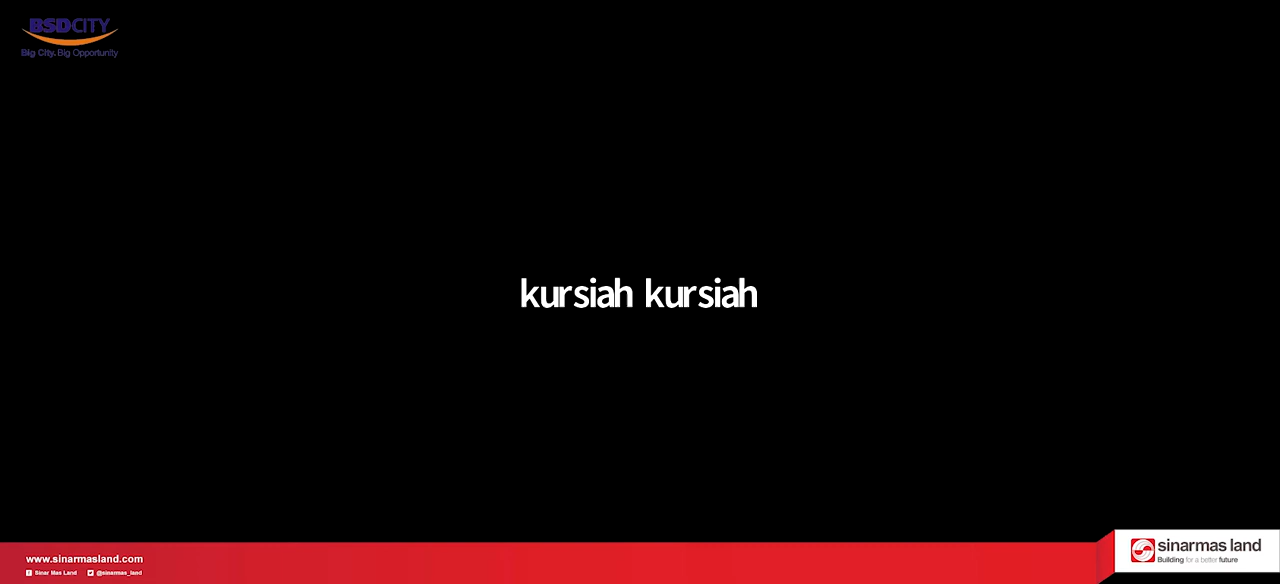 BSDCITY
Big City. Big Opportunity
kursiah kursiah
www.sinarmasland.com
Sinar Mas Land @sinarmas_land
sinarmas land
Building for a better future